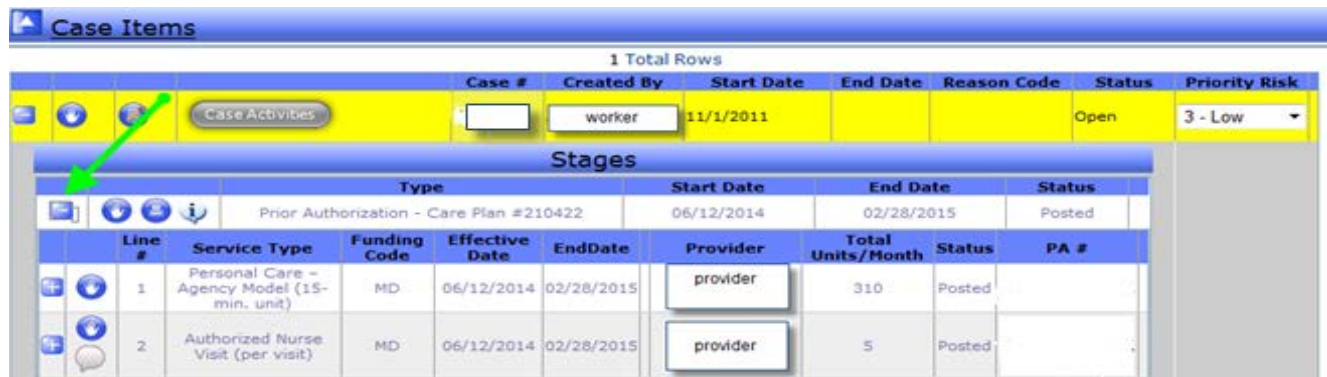 Case Items
1 Total Rows
Case # Created By Start Date End Date Reason Code Status Priority Risk
Case Activities worker 11/1/2011 Open 3 - Low
Stages
Type Start Date End Date Status
Prior Authorization - Care Plan #210422 06/12/2014 02/28/2015 Posted
Line # Service Type Funding Code Effective Date EndDate Provider Total Units/Month Status PA #
1 Personal Care – Agency Model (15-min. unit) MD 06/12/2014 02/28/2015 provider 310 Posted
2 Authorized Nurse Visit (per visit) MD 06/12/2014 02/28/2015 provider 5 Posted